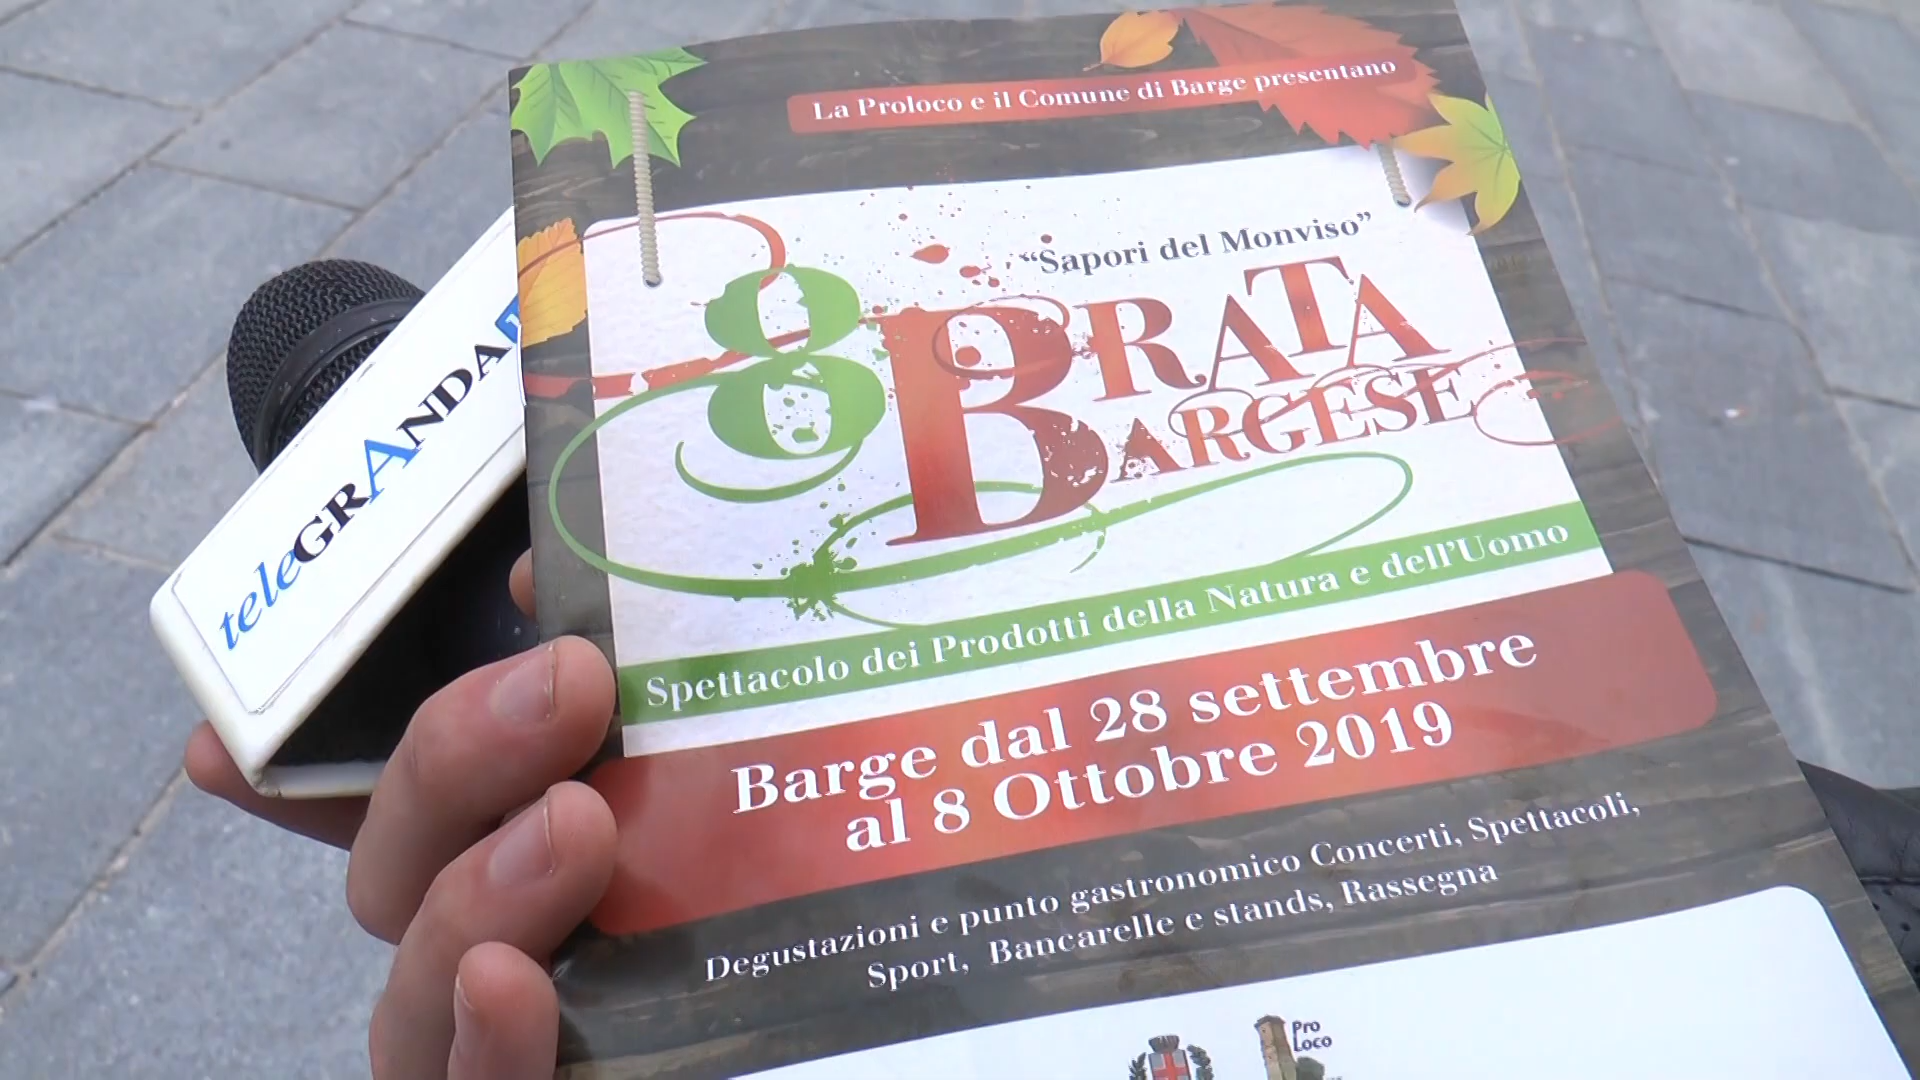 La Proloco e il Comune di Barge presentano
“Sapori del Monviso”
8 BRATA
BARGESE
Spettacolo dei Prodotti della Natura e dell'Uomo
Barge dal 28 settembre
al 8 Ottobre 2019
Degustazioni e punto gastronomico Concerti, Spettacoli,
Sport, Bancarelle e stands, Rassegna
Pro
Loco
teleGRANDA